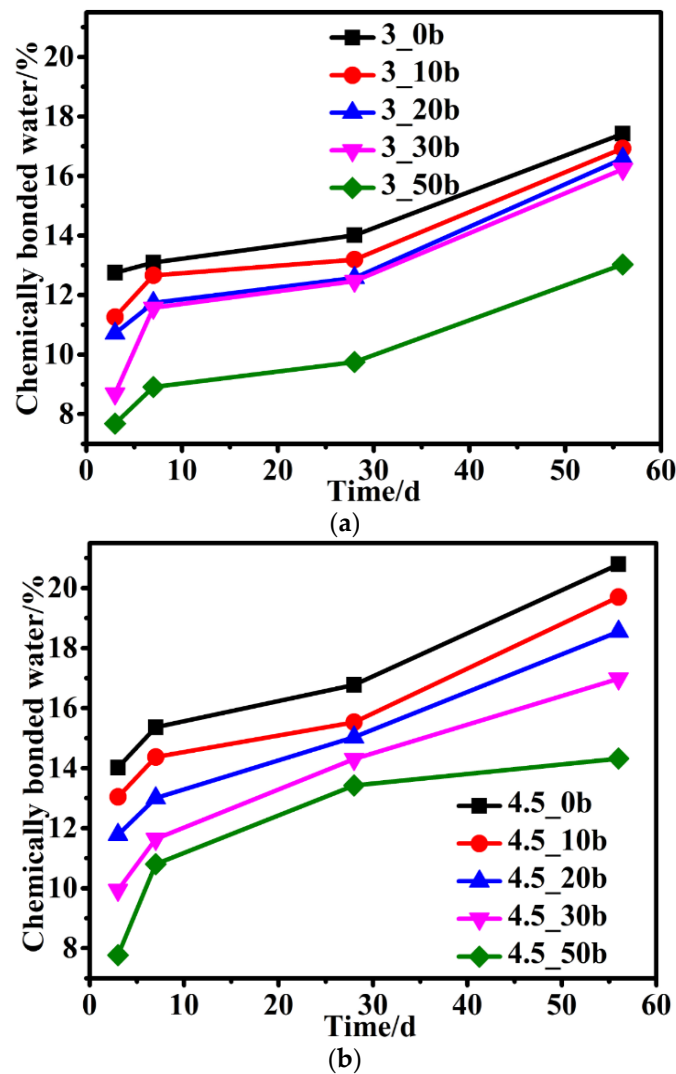 20
18
16
14
12
10
8
Chemically bonded water/%
3_0b
3_10b
3_20b
3_30b
3_50b
0 10 20 30 40 50 60
Time/d
(a)
20
18
16
14
12
10
8
Chemically bonded water/%
4.5_0b
4.5_10b
4.5_20b
4.5_30b
4.5_50b
0 10 20 30 40 50 60
Time/d
(b)